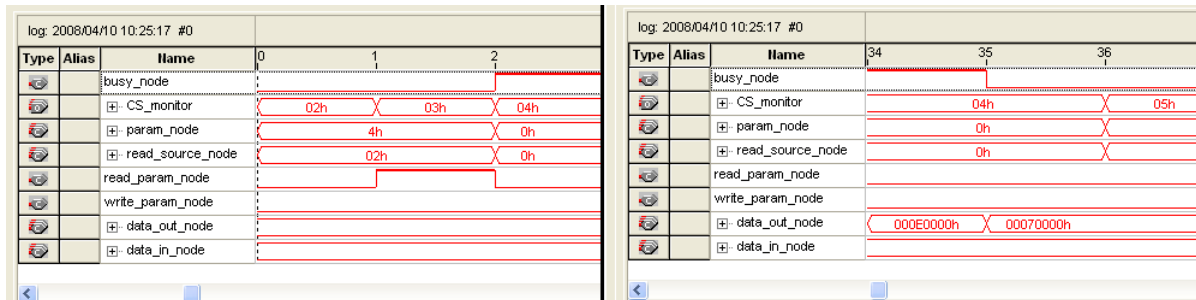 log: 2008/04/10 10:25:17 #0
Type Alias Name 0 1 2
busy_node
CS_monitor 02h 03h 04h
param_node 4h 0h
read_source_node 02h 0h
read_param_node
write_param_node
data_out_node
data_in_node
log: 2008/04/10 10:25:17 #0
Type Alias Name 34 35 36
busy_node
CS_monitor 04h 05h
param_node 0h
read_source_node 0h
read_param_node
write_param_node
data_out_node 000E0000h 00070000h
data_in_node